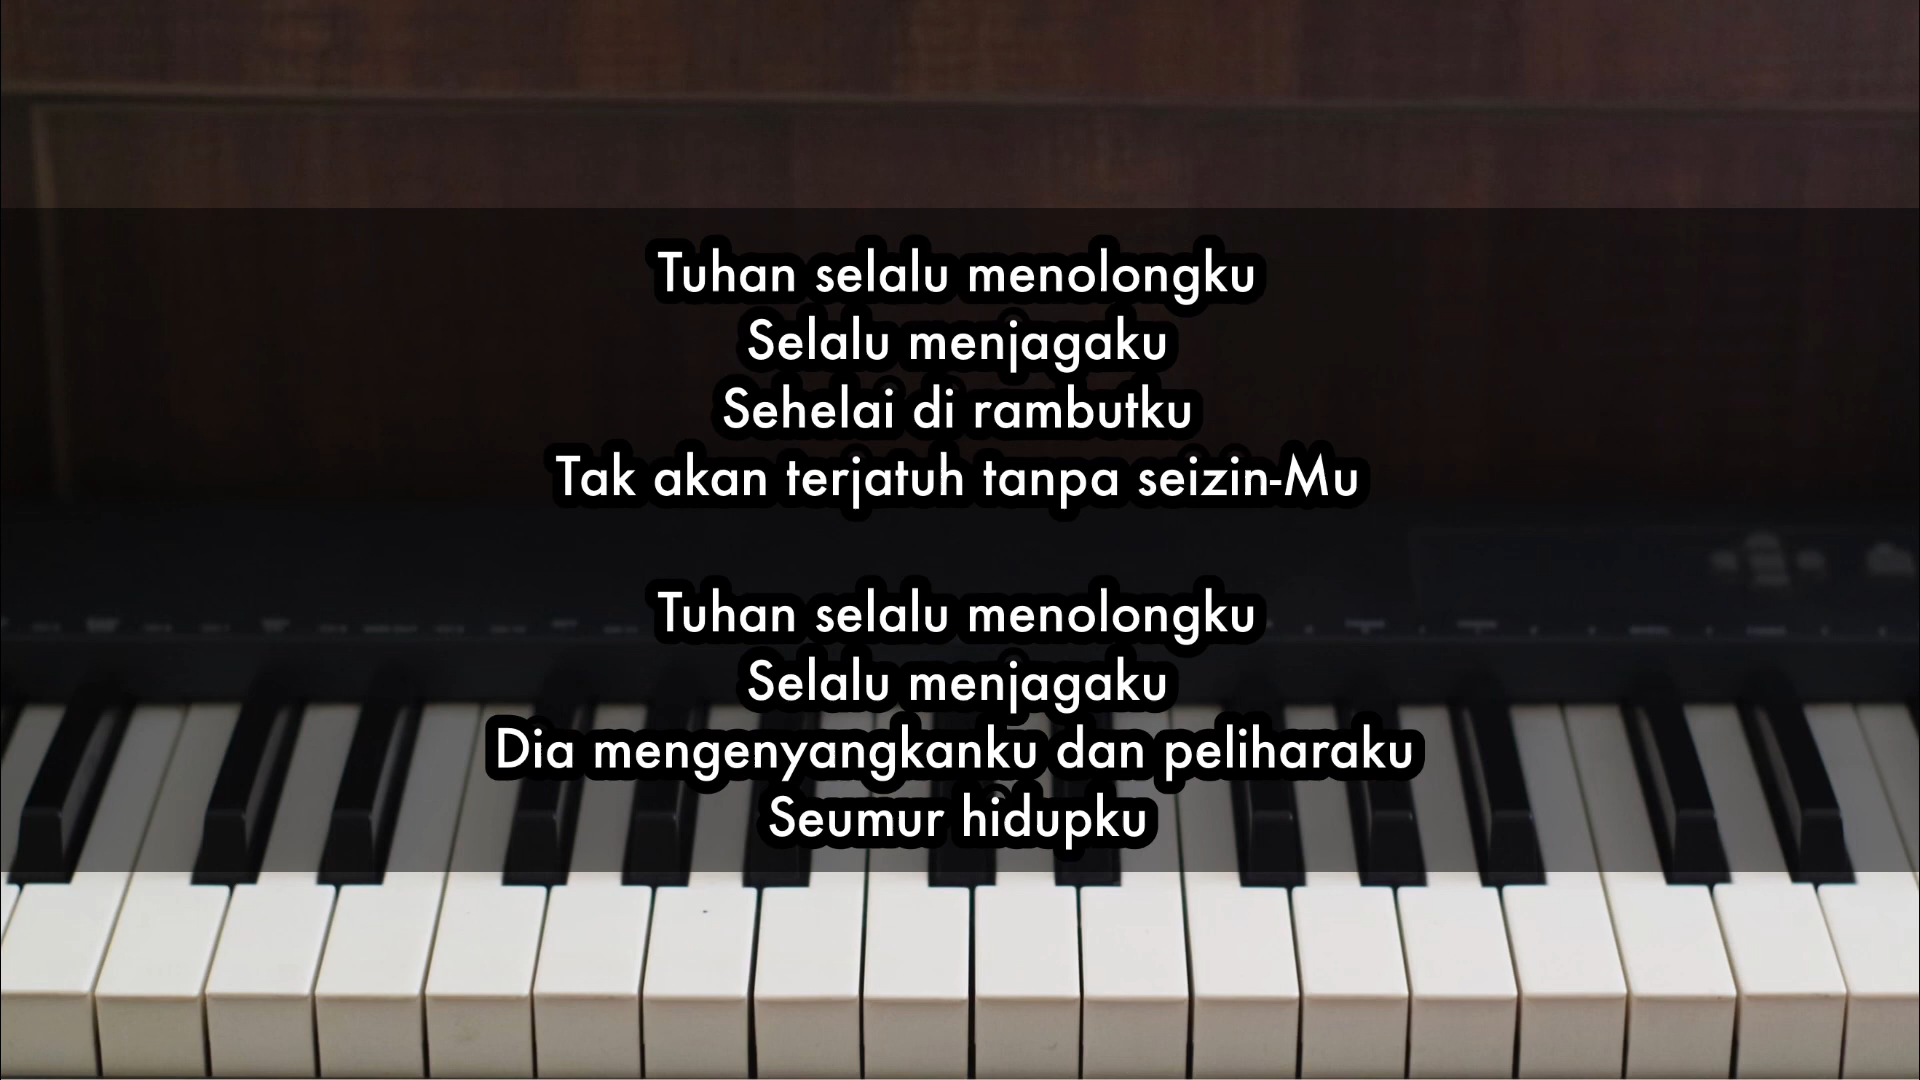 Tuhan selalu menolongku
Selalu menjagaku
Sehelai di rambutku
Tak akan terjatuh tanpa seizin-Mu
Tuhan selalu menolongku
Selalu menjagaku
Dia mengenyangkanku dan peliharaku
Seumur hidupku